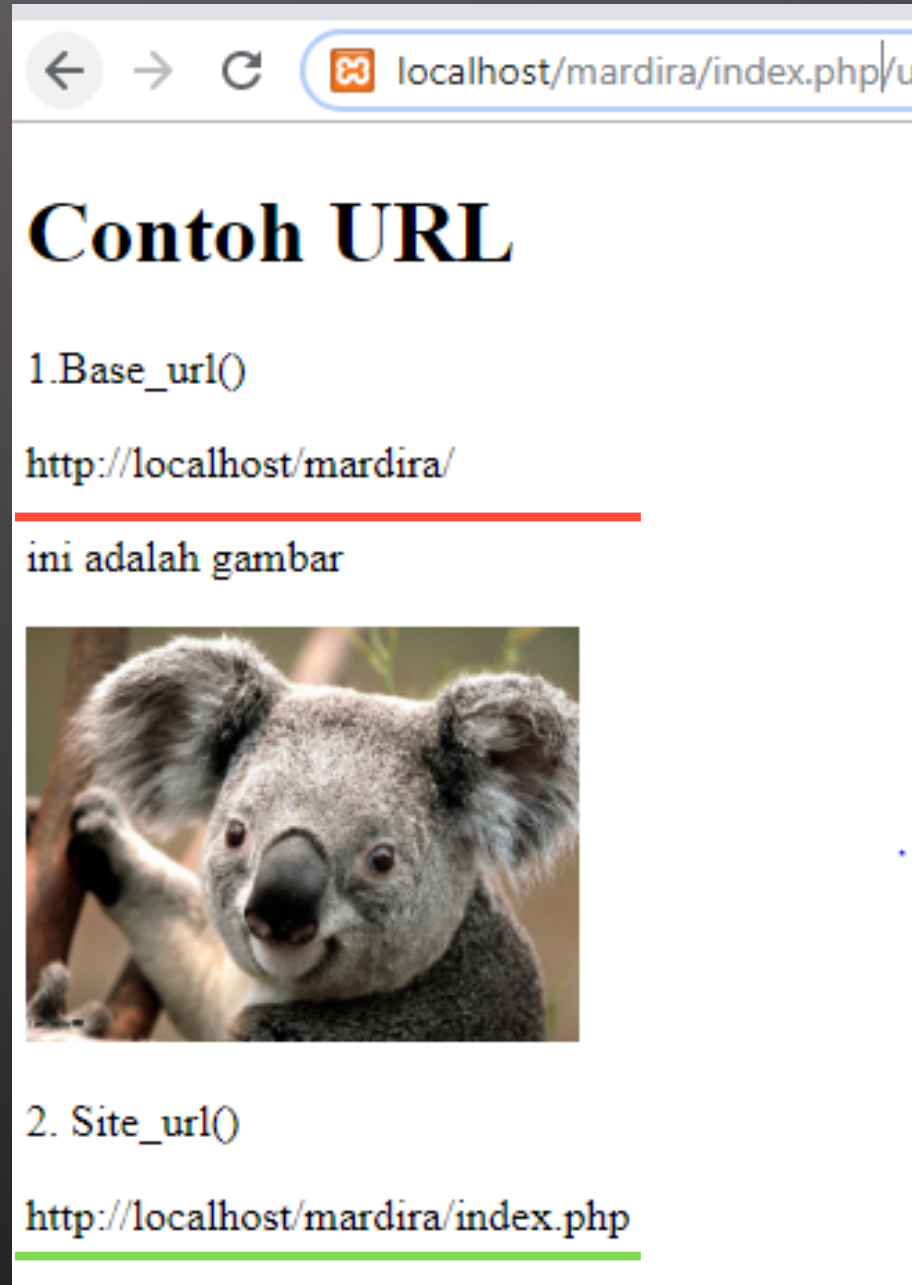 localhost/mardira/index.php/u
Contoh URL
1.Base_url()
http://localhost/mardira/
ini adalah gambar
2. Site_url()
http://localhost/mardira/index.php